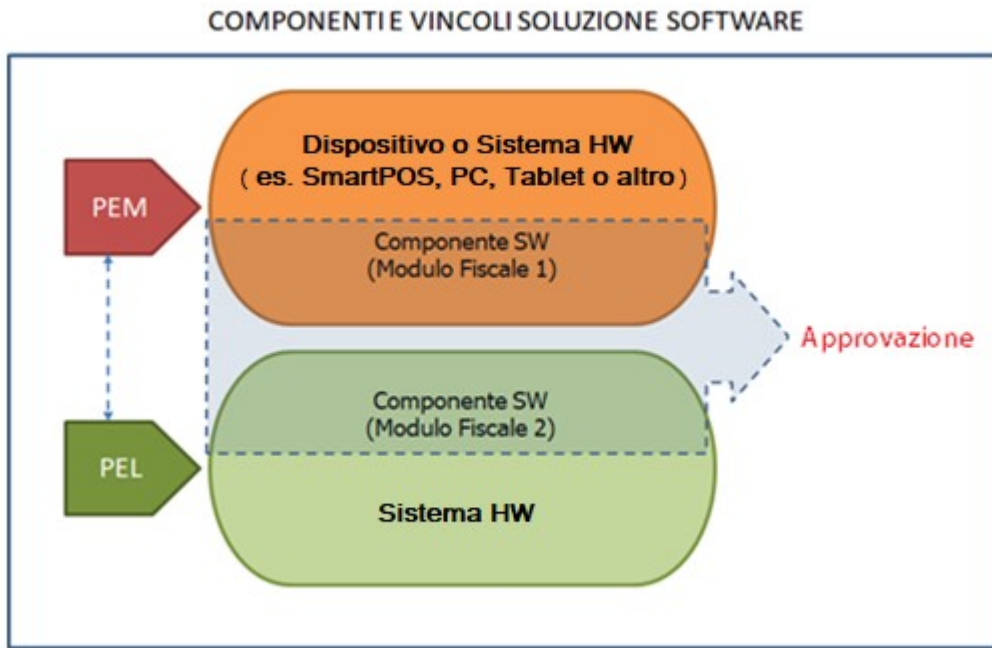 COMPONENTI E VINCOLI SOLUZIONE SOFTWARE
Dispositivo o Sistema HW
( es. SmartPOS, PC, Tablet o altro )
PEM
Componente SW
(Modulo Fiscale 1)
Approvazione
Componente SW
(Modulo Fiscale 2)
PEL
Sistema HW